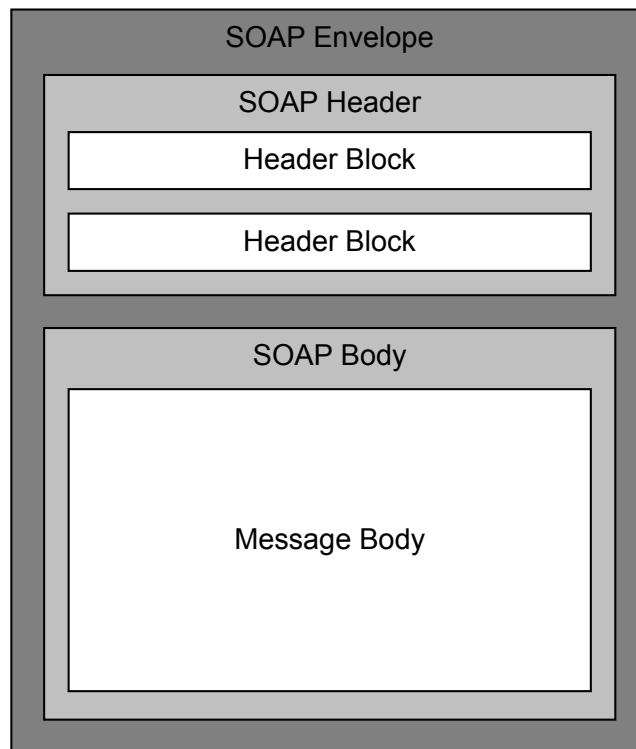 SOAP Envelope
SOAP Header
Header Block
Header Block
SOAP Body
Message Body